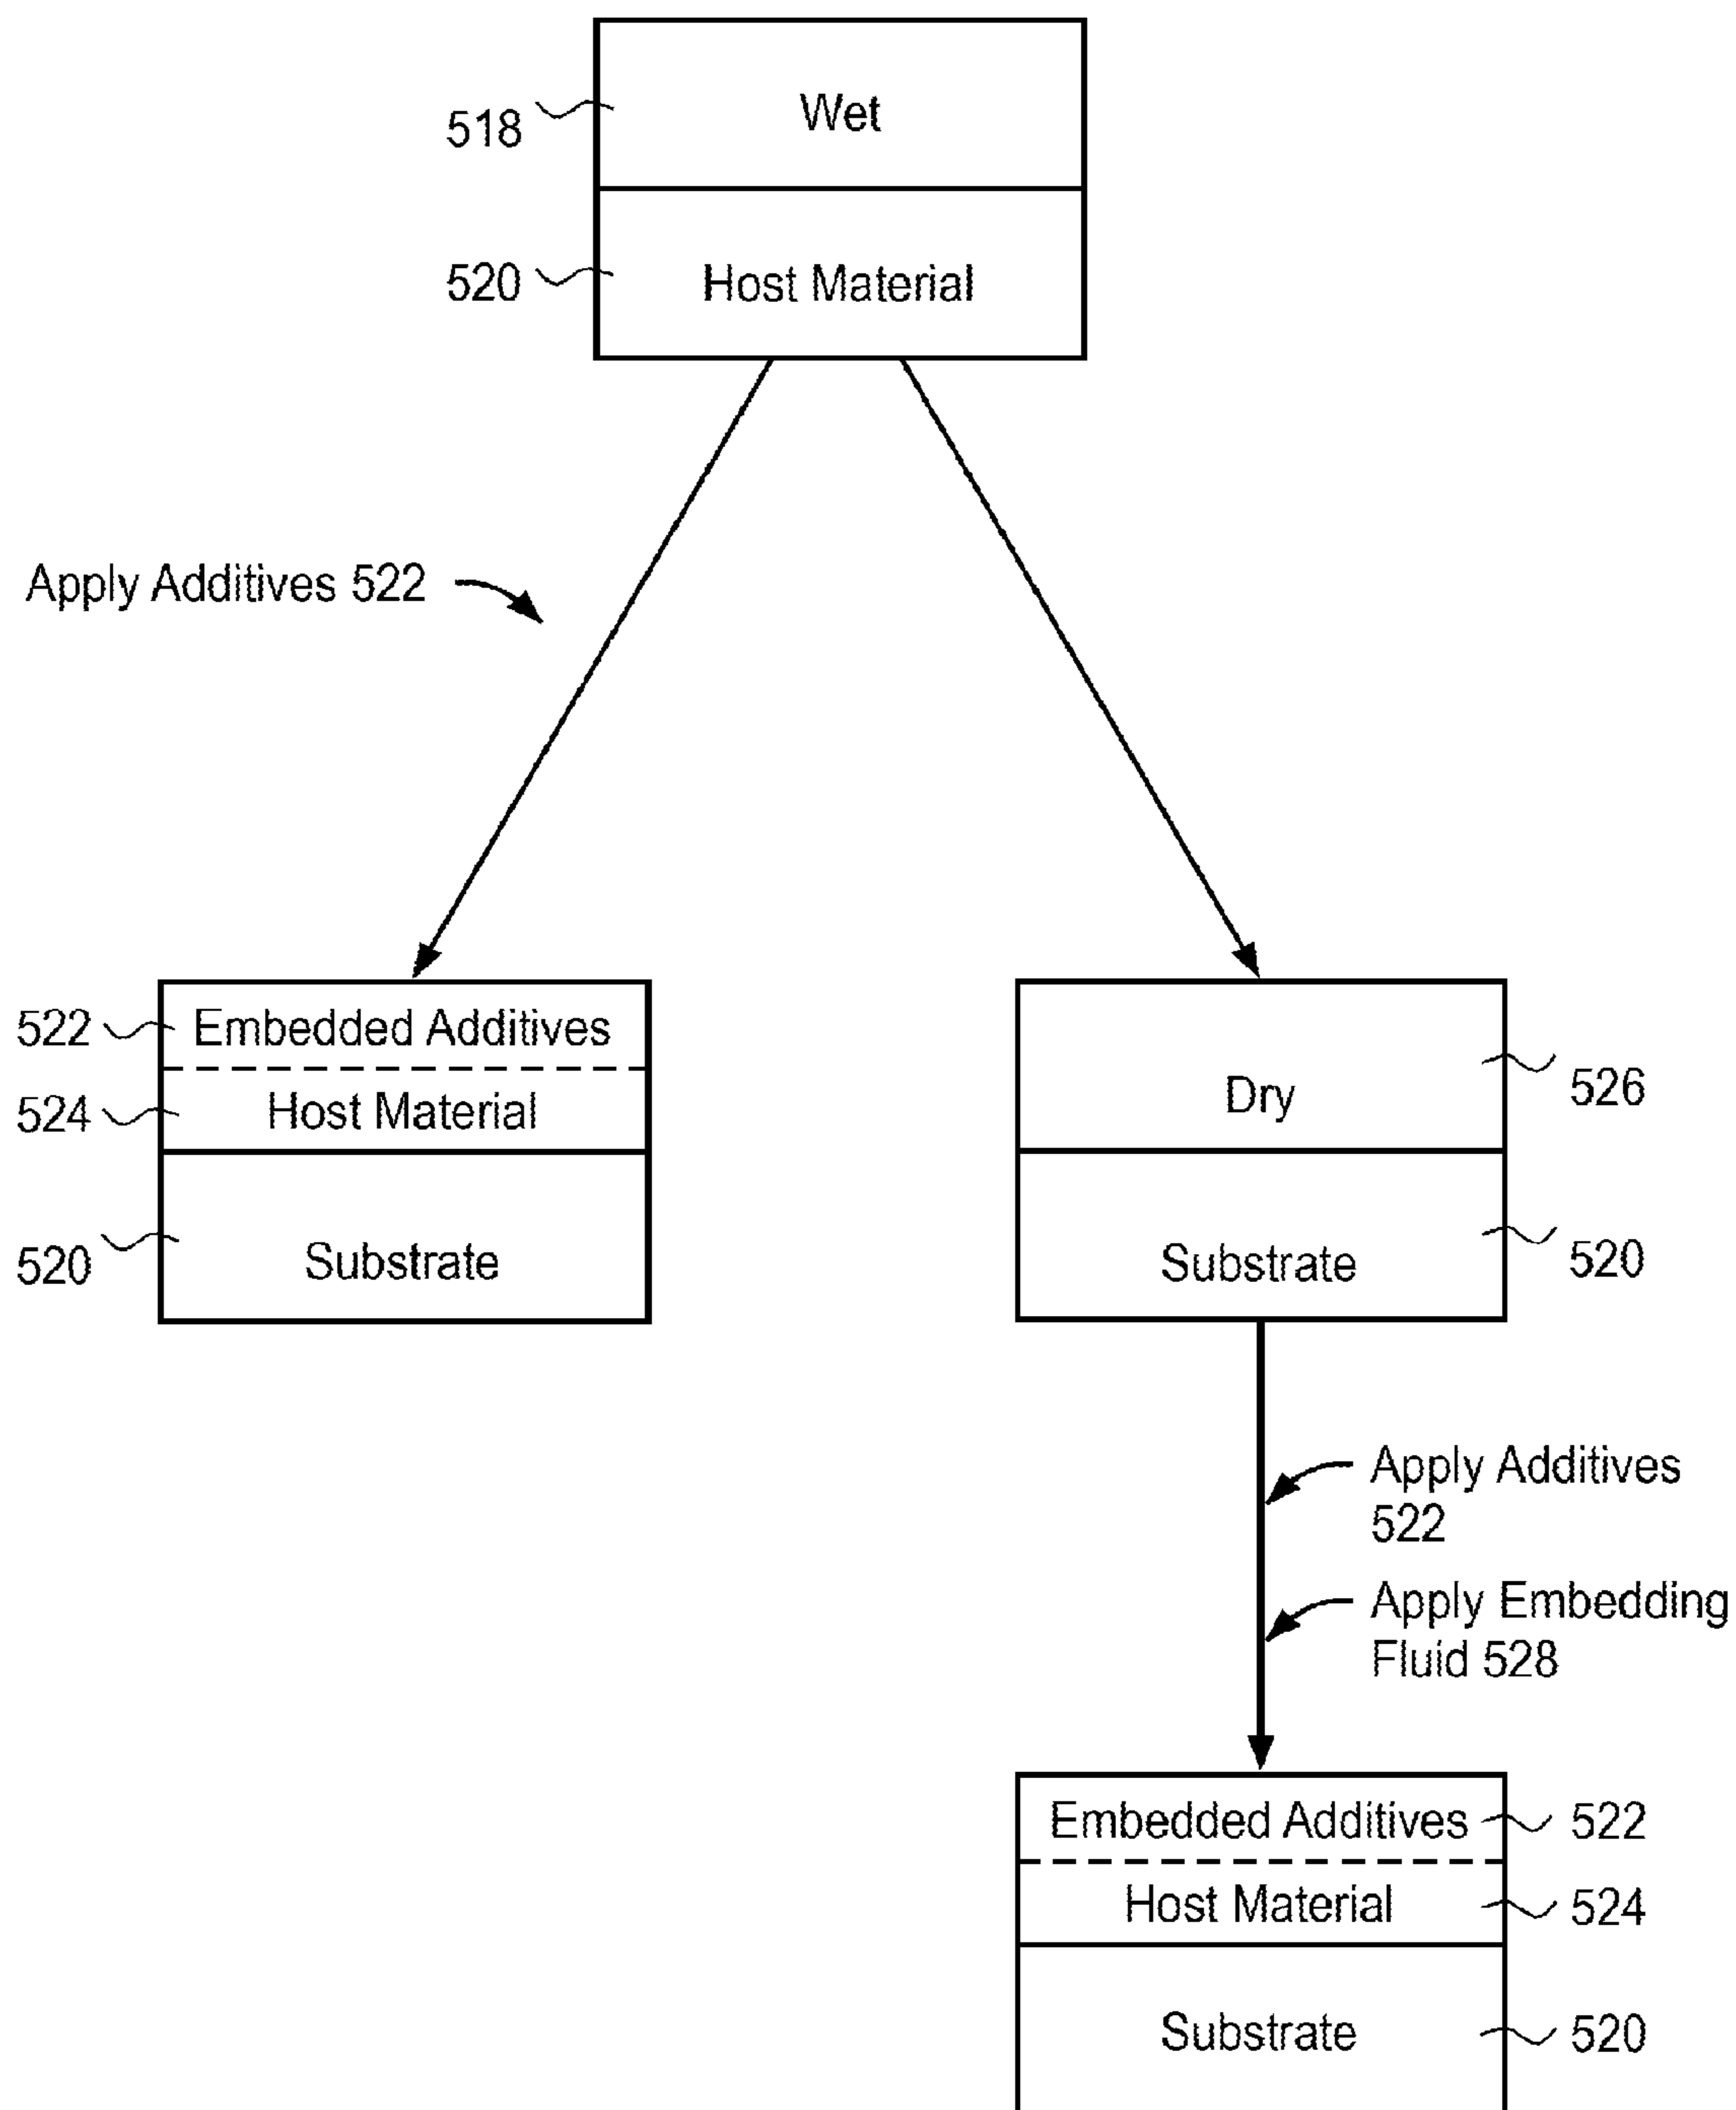 518
Wet
520
Host Material
Apply Additives 522
522
Embedded Additives
524
Host Material
520
Substrate
Dry
526
Substrate
520
Apply Additives
522
Apply Embedding
Fluid 528
Embedded Additives
522
Host Material
524
Substrate
520